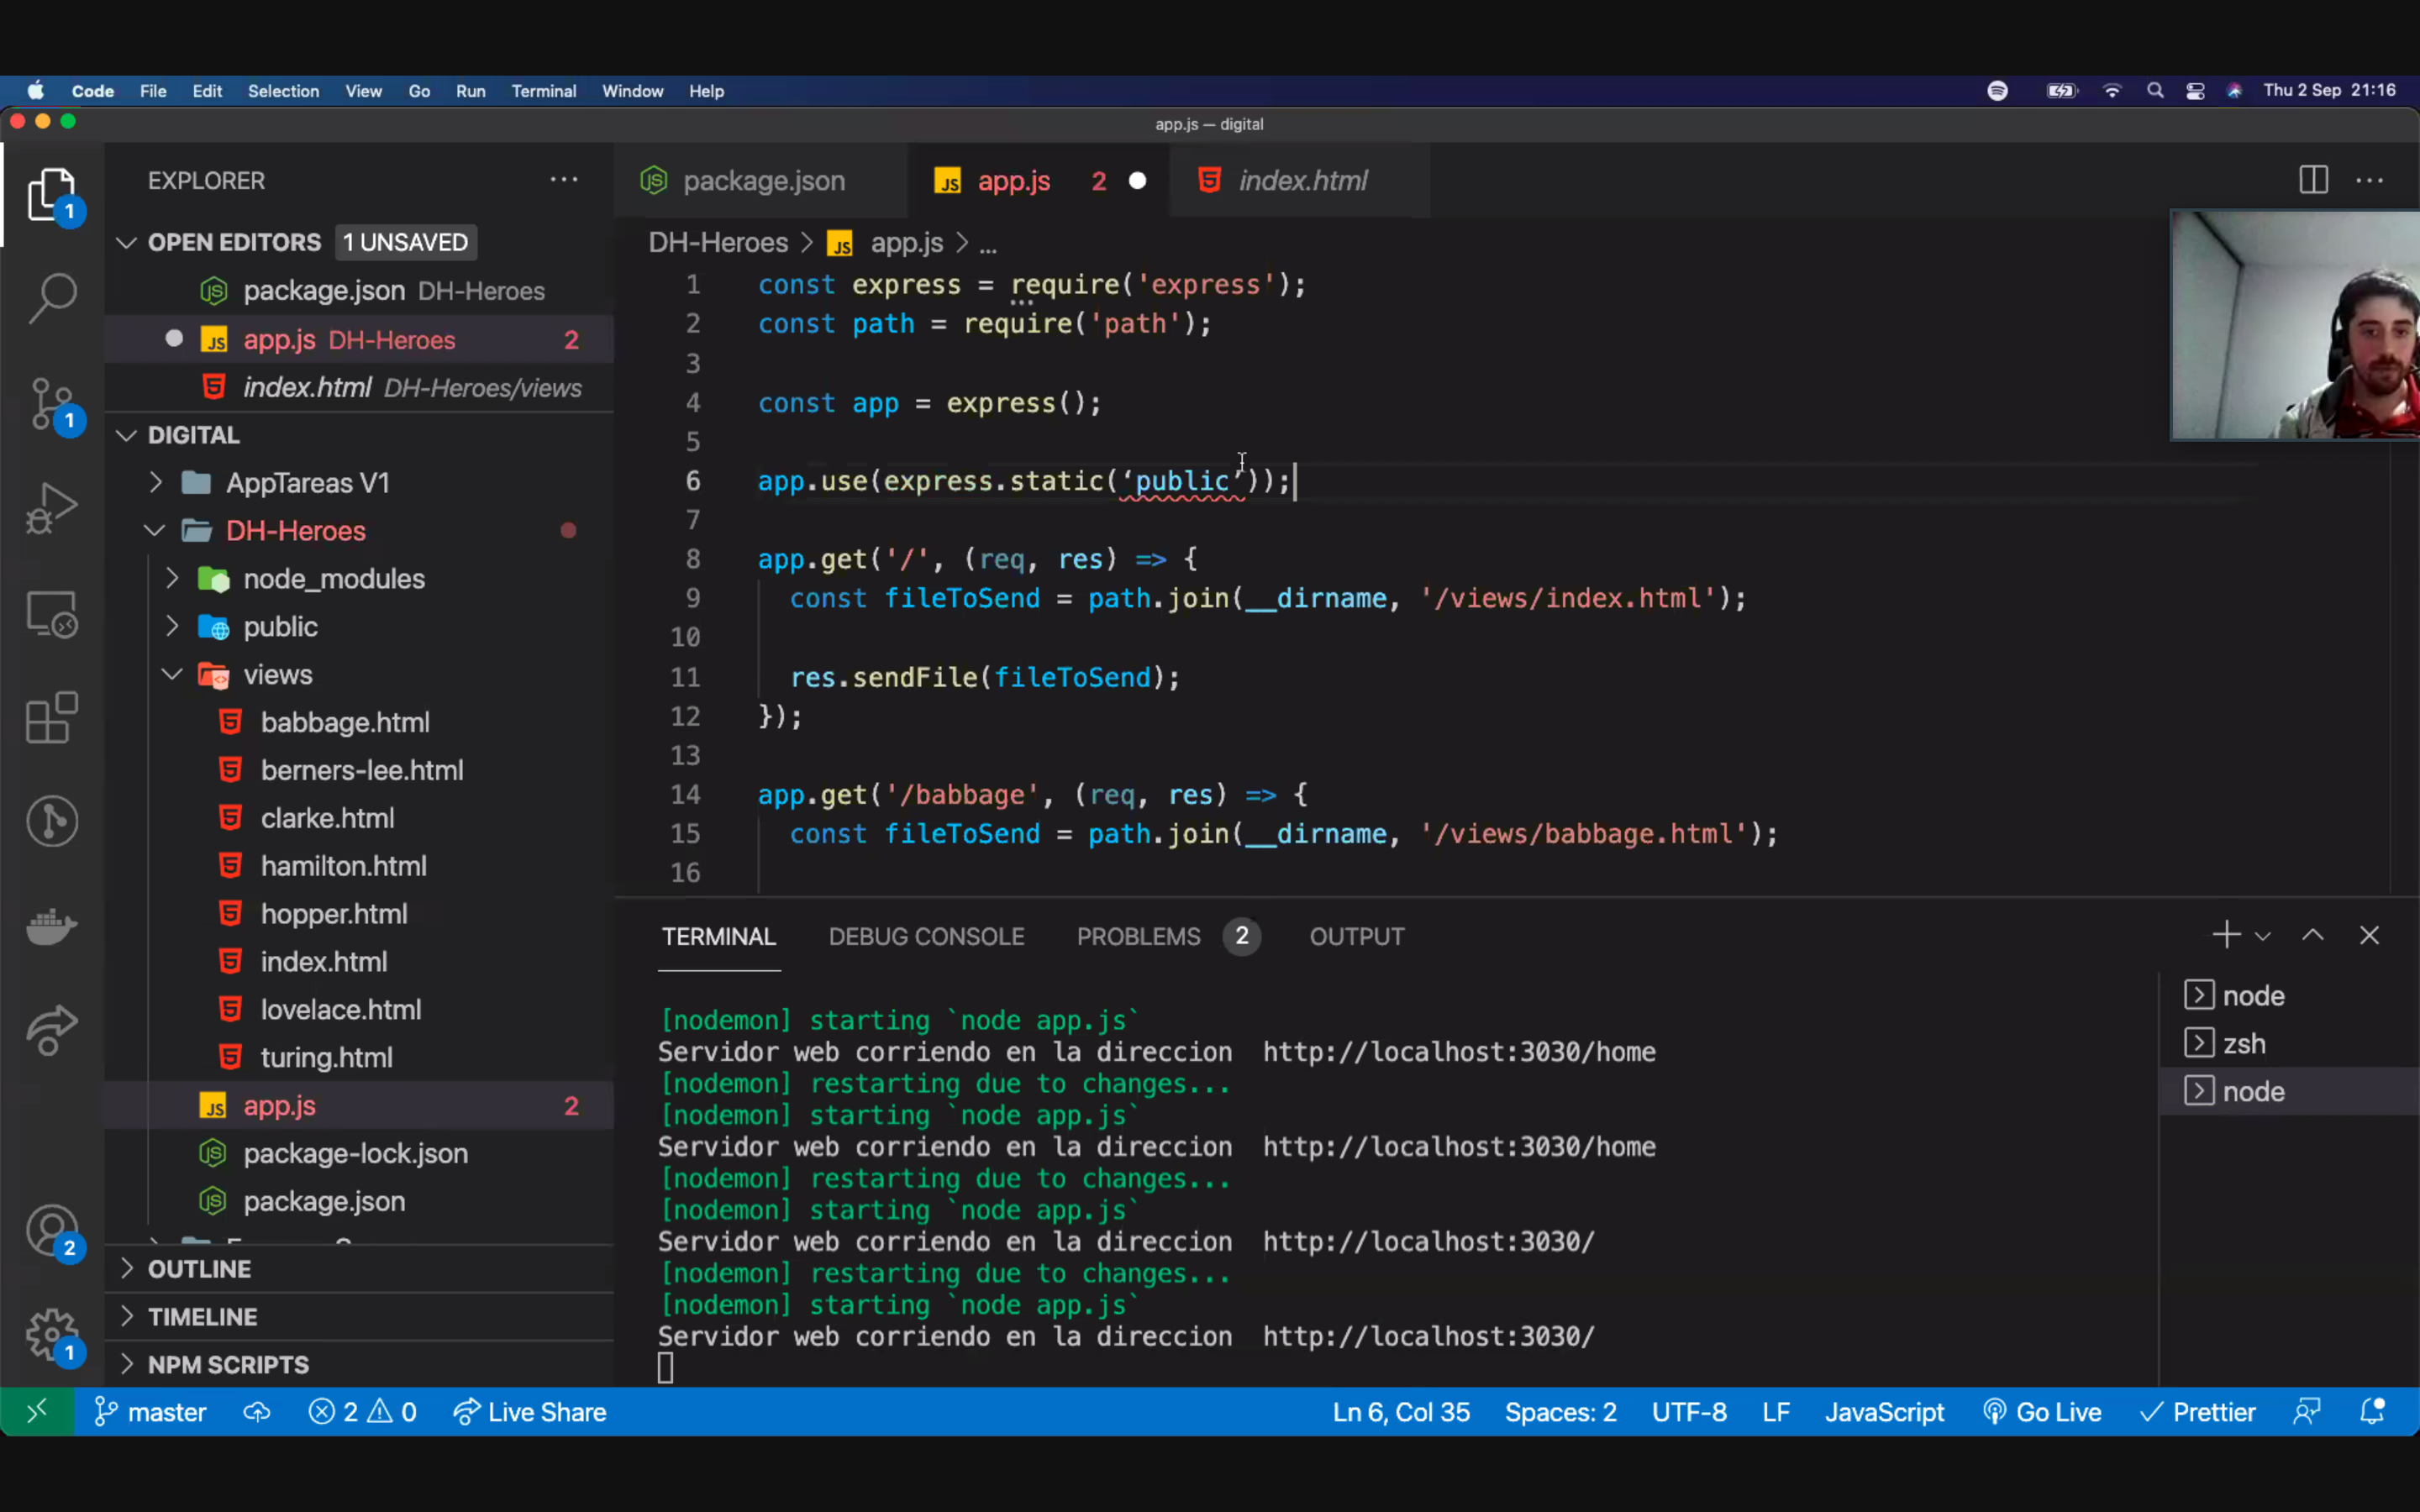 Code File Edit Selection View Go Run Terminal Window Help Thu 2 Sep 21:16
app.js — digital
EXPLORER
OPEN EDITORS 1 UNSAVED
package.json DH-Heroes
app.js DH-Heroes 2
index.html DH-Heroes/views
DIGITAL
AppTareas V1
DH-Heroes
node_modules
public
views
babbage.html
berners-lee.html
clarke.html
hamilton.html
hopper.html
index.html
lovelace.html
turing.html
app.js 2
package-lock.json
package.json
OUTLINE
TIMELINE
NPM SCRIPTS
1
1
2
1
package.json app.js 2 index.html
DH-Heroes > app.js > ...
1 const express = require('express');
2 const path = require('path');
3
4 const app = express();
5
6 app.use(express.static(‘public’));
7
8 app.get('/', (req, res) => {
9 const fileToSend = path.join(__dirname, '/views/index.html');
10
11 res.sendFile(fileToSend);
12 });
13
14 app.get('/babbage', (req, res) => {
15 const fileToSend = path.join(__dirname, '/views/babbage.html');
16
TERMINAL DEBUG CONSOLE PROBLEMS 2 OUTPUT
[nodemon] starting `node app.js`
Servidor web corriendo en la direccion http://localhost:3030/home
[nodemon] restarting due to changes...
[nodemon] starting `node app.js`
Servidor web corriendo en la direccion http://localhost:3030/home
[nodemon] restarting due to changes...
[nodemon] starting `node app.js`
Servidor web corriendo en la direccion http://localhost:3030/
[nodemon] restarting due to changes...
[nodemon] starting `node app.js`
Servidor web corriendo en la direccion http://localhost:3030/
node
zsh
node
master 2 0 Live Share Ln 6, Col 35 Spaces: 2 UTF-8 LF JavaScript Go Live Prettier